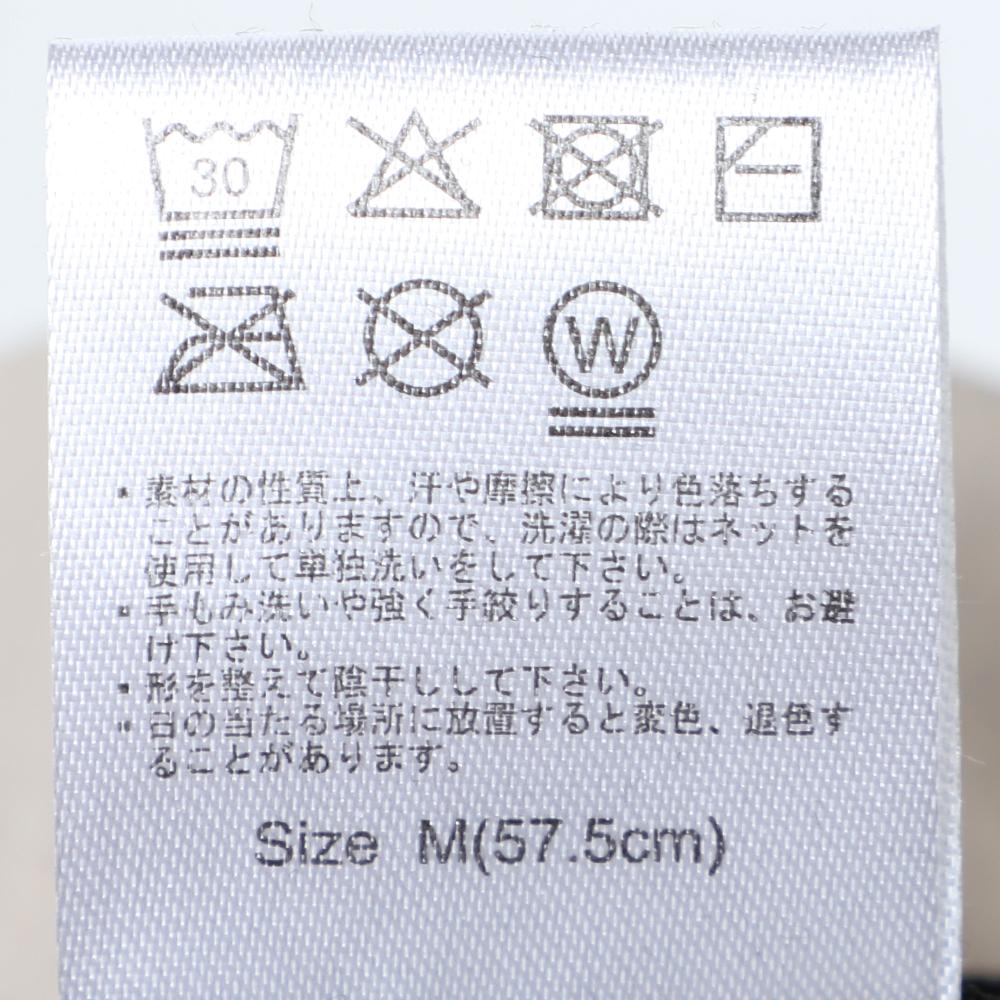 30
W
・素材の性質上、汗や摩擦により色落ちする
ことがありますので、洗濯の際はネットを
使用して単独洗いをして下さい。
・手もみ洗いや強く手絞りすることは、お避
け下さい。
・形を整えて陰干しして下さい。
・日の当たる場所に放置すると変色、退色す
ることがあります。
Size M(57.5cm)